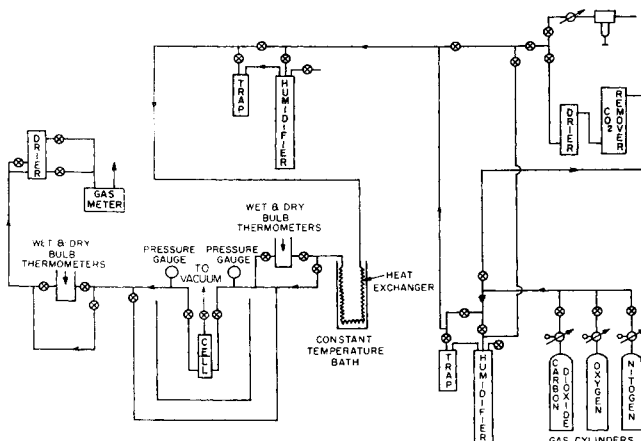 TRAP
HUMIDIFIER
DRIER
CO2
REMOVER
DRIER
GAS
METER
WET & DRY
BULB
THERMOMETERS
WET & DRY
BULB
THERMOMETERS
PRESSURE
GAUGE
TO
VACUUM
PRESSURE
GAUGE
HEAT
EXCHANGER
CELL
CONSTANT
TEMPERATURE
BATH
TRAP
HUMIDIFIER
CARBON
DIOXIDE
OXYGEN
NITOGEN
GAS CYLINDERS